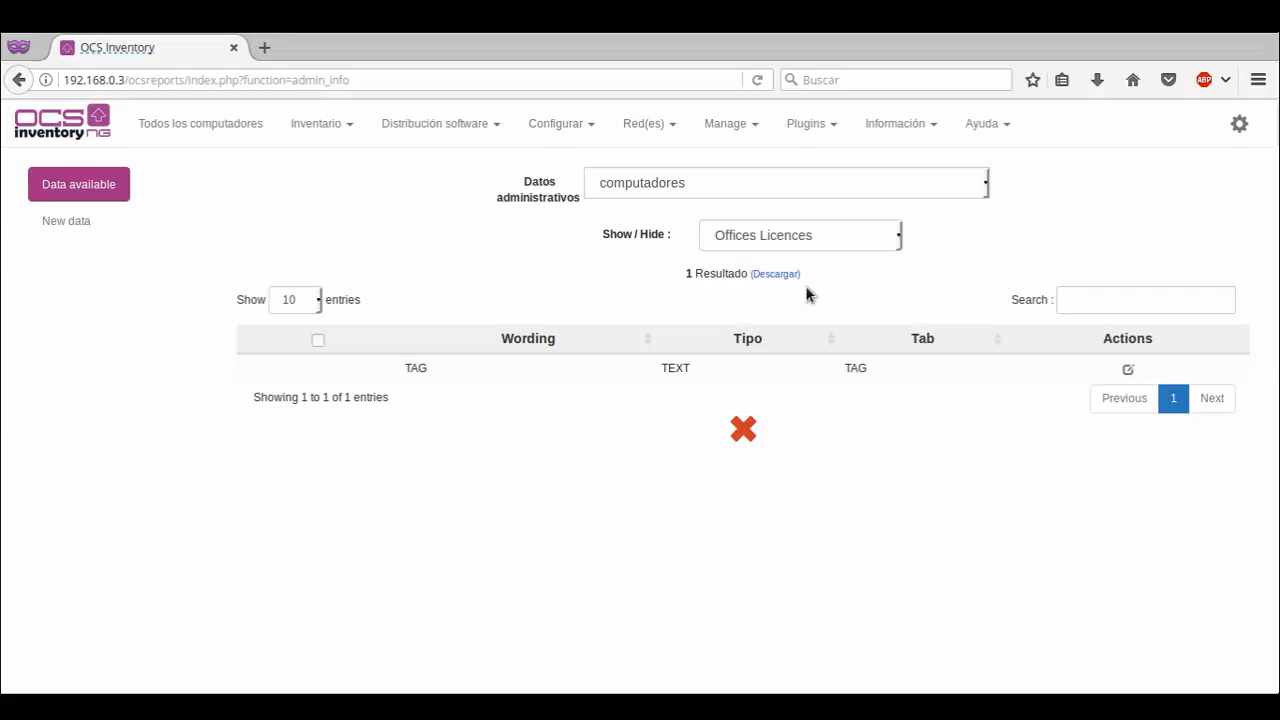 OCS Inventory
192.168.0.3/ocsreports/index.php?function=admin_info
Buscar
ABP
OCS inventory NG
Todos los computadores
Inventario
Distribución software
Configurar
Red(es)
Manage
Plugins
Información
Ayuda
Data available
New data
Datos administrativos
computadores
Show / Hide :
Offices Licences
1 Resultado (Descargar)
Show 10 entries
Search :
Wording Tipo Tab Actions
TAG TEXT TAG
Showing 1 to 1 of 1 entries
Previous 1 Next